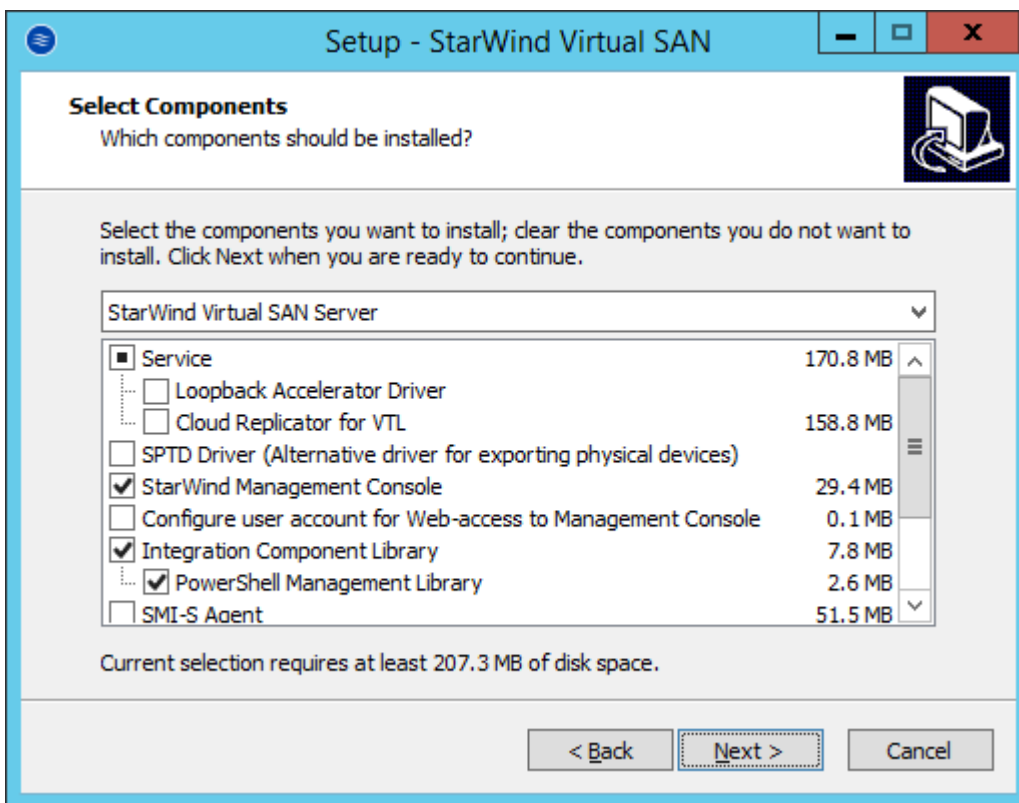 Setup - StarWind Virtual SAN
Select Components
Which components should be installed?
Select the components you want to install; clear the components you do not want to
install. Click Next when you are ready to continue.
StarWind Virtual SAN Server
Service 170.8 MB
Loopback Accelerator Driver
Cloud Replicator for VTL 158.8 MB
SPTD Driver (Alternative driver for exporting physical devices)
StarWind Management Console 29.4 MB
Configure user account for Web-access to Management Console 0.1 MB
Integration Component Library 7.8 MB
PowerShell Management Library 2.6 MB
SMI-S Agent 51.5 MB
Current selection requires at least 207.3 MB of disk space.
< Back Next > Cancel